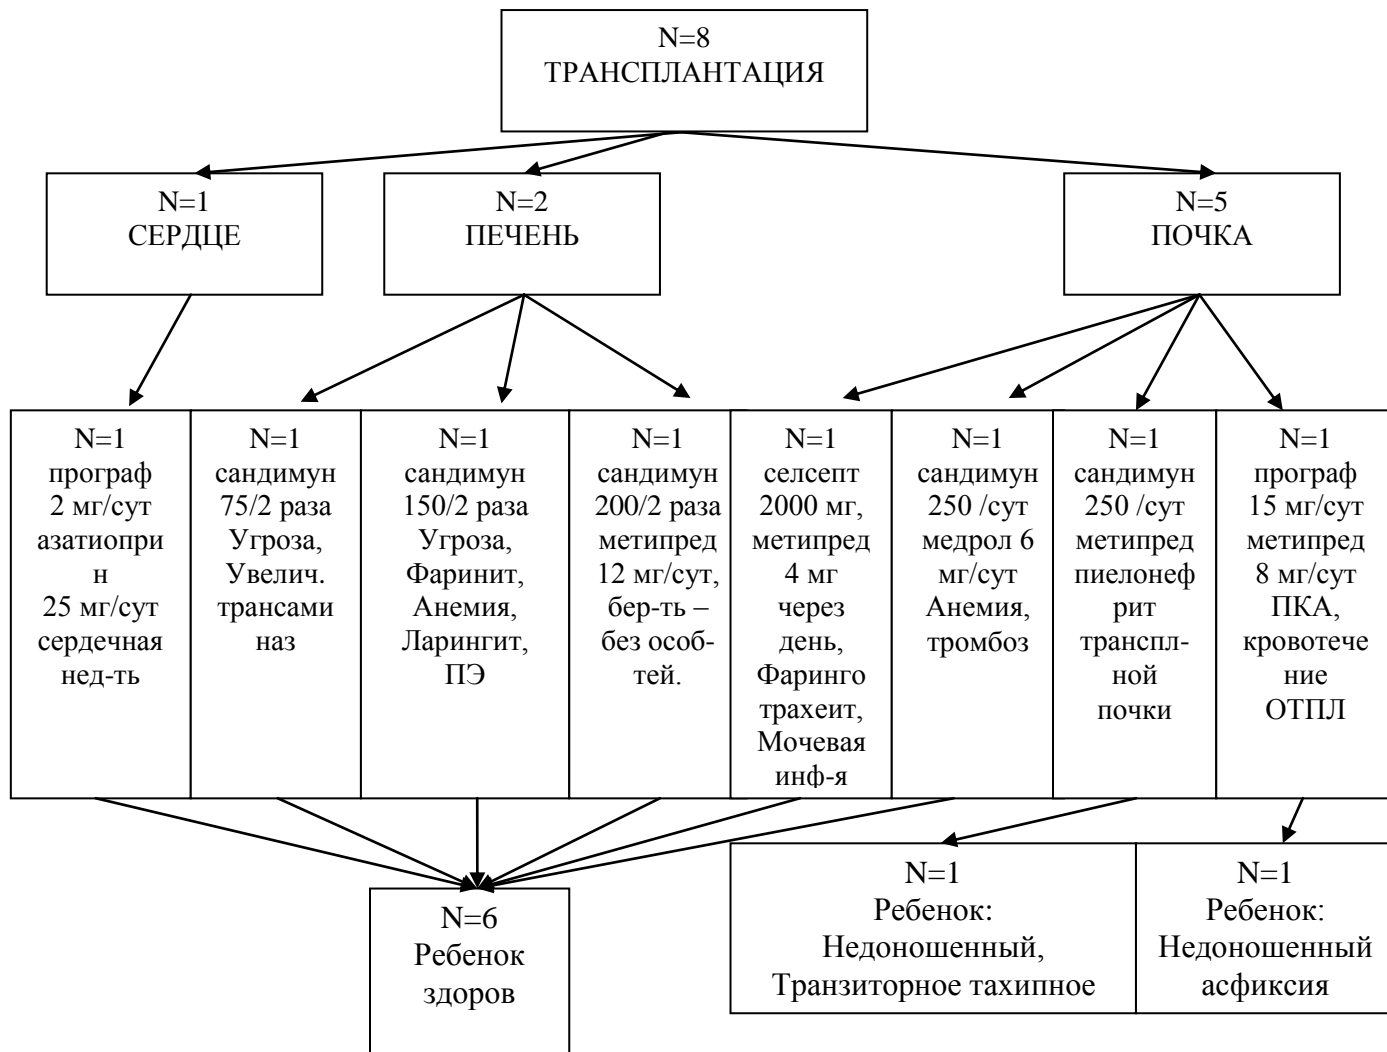 N=8
ТРАНСПЛАНТАЦИЯ
N=1
СЕРДЦЕ
N=2
ПЕЧЕНЬ
N=5
ПОЧКА
N=1
програф
2 мг/сут
азатиопри
н
25 мг/сут
сердечная
нед-ть
N=1
сандимун
75/2 раза
Угроза,
Увелич.
трансами
наз
N=1
сандимун
150/2 раза
Угроза,
Фаринит,
Анемия,
Ларингит,
ПЭ
N=1
сандимун
200/2 раза
метипред
12 мг/сут,
бер-ть –
без особ-
тей.
N=1
селсепт
2000 мг,
метипред
4 мг
через
день,
Фаринго
трахеит,
Мочевая
инф-я
N=1
сандимун
250 /сут
медрол 6
мг/сут
Анемия,
тромбоз
N=1
сандимун
250 /сут
метипред
пиелонеф
рит
транспл-
ной
почки
N=1
програф
15 мг/сут
метипред
8 мг/сут
ПКА,
кровотече
ние
ОТПЛ
N=6
Ребенок
здоров
N=1
Ребенок:
Недоношенный,
Транзиторное тахипное
N=1
Ребенок:
Недоношенный
асфиксия